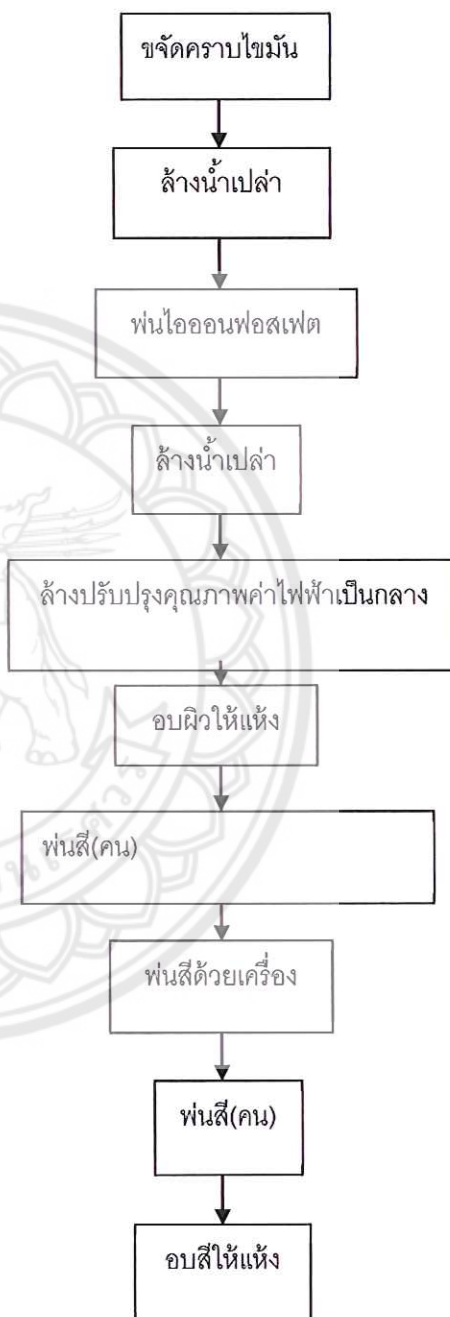 ขจัดคราบไขมัน
ล้างน้ำเปล่า
พ่นไอออนฟอสเฟต
ล้างน้ำเปล่า
ล้างปรับปรุงคุณภาพค่าไฟฟ้าเป็นกลาง
อบผิวให้แห้ง
พ่นสี(คน)
พ่นสีด้วยเครื่อง
พ่นสี(คน)
อบสีให้แห้ง